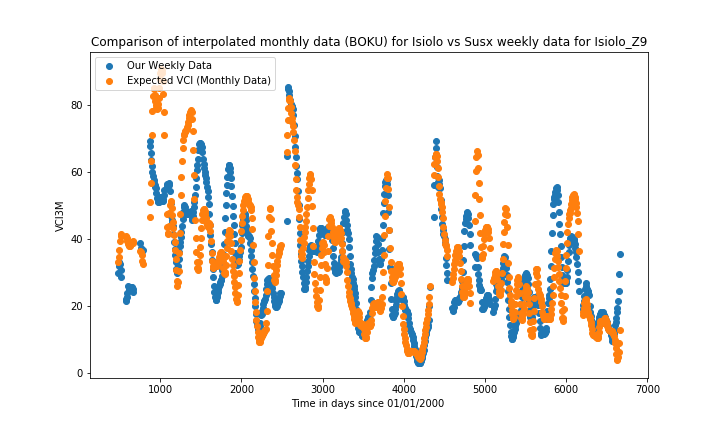 Comparison of interpolated monthly data (BOKU) for Isiolo vs Susx weekly data for Isiolo_Z9
Our Weekly Data
Expected VCI (Monthly Data)
VCI3M
80
60
40
20
0
1000 2000 3000 4000 5000 6000 7000
Time in days since 01/01/2000